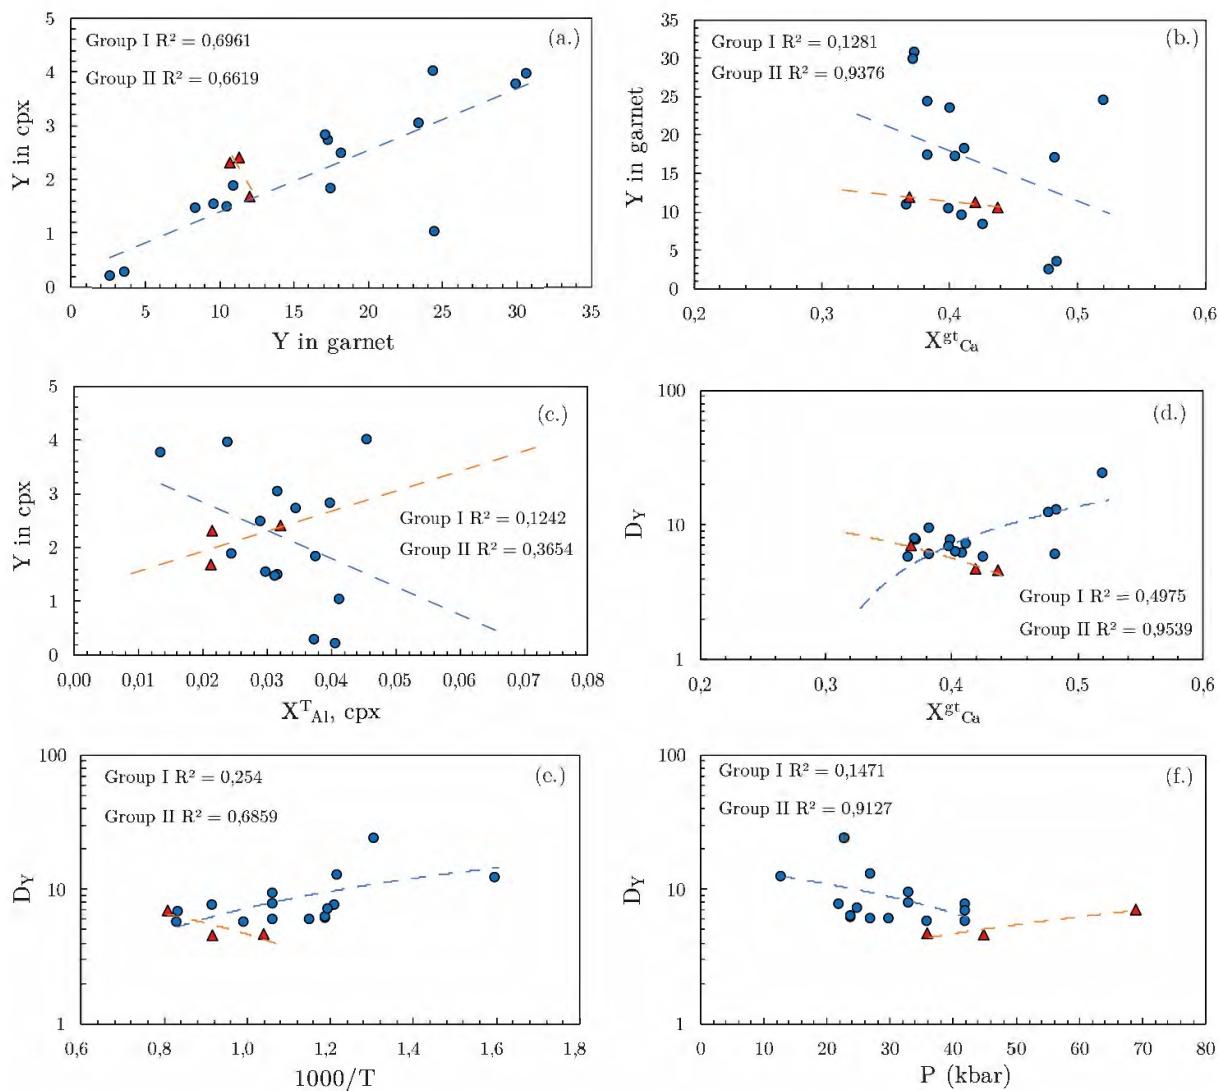 (a.)
Group I R² = 0,6961
Group II R² = 0,6619
Y in cpx
5
4
3
2
1
0
0 5 10 15 20 25 30 35
Y in garnet
(b.)
Group I R² = 0,1281
Group II R² = 0,9376
Y in garnet
35
30
25
20
15
10
5
0
0,2 0,3 0,4 0,5 0,6
X^gt_Ca
(c.)
Y in cpx
5
4
3
2
1
0
Group I R² = 0,1242
Group II R² = 0,3654
0,00 0,01 0,02 0,03 0,04 0,05 0,06 0,07 0,08
X^T_Al, cpx
(d.)
D_Y
100
10
1
Group I R² = 0,4975
Group II R² = 0,9539
0,2 0,3 0,4 0,5 0,6
X^gt_Ca
(e.)
Group I R² = 0,254
Group II R² = 0,6859
D_Y
100
10
1
0,6 0,8 1,0 1,2 1,4 1,6 1,8
1000/T
(f.)
Group I R² = 0,1471
Group II R² = 0,9127
D_Y
100
10
1
0 10 20 30 40 50 60 70 80
P (kbar)